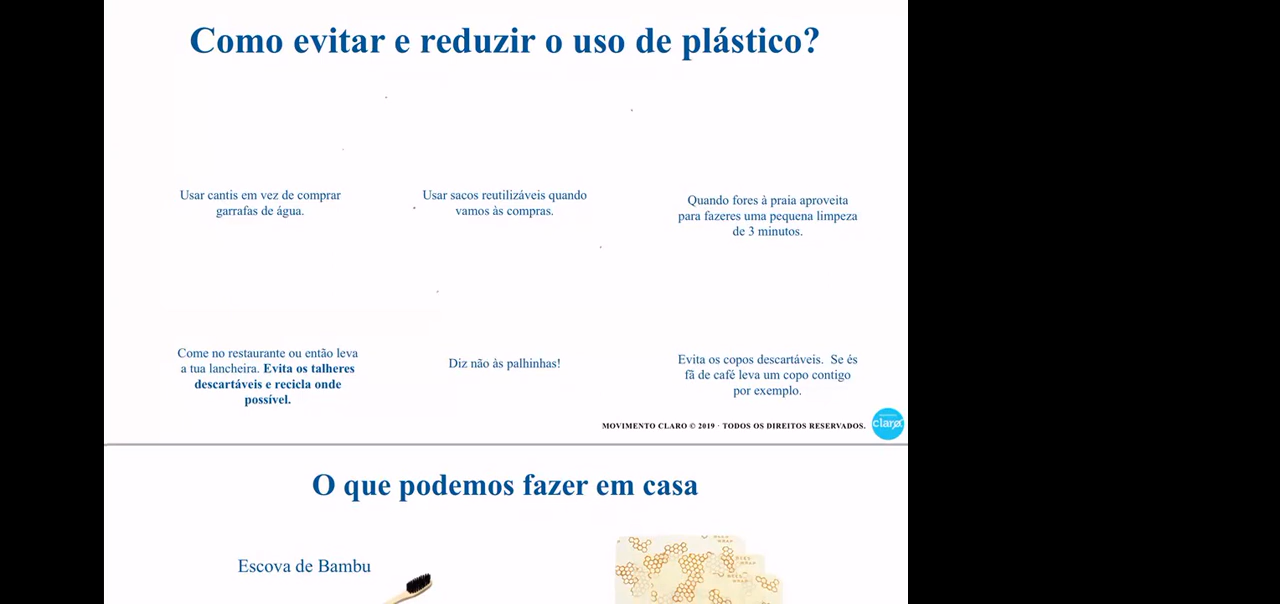 Como evitar e reduzir o uso de plástico?
Usar cantis em vez de comprar
garrafas de água.
Usar sacos reutilizáveis quando
vamos às compras.
Quando fores à praia aproveita
para fazeres uma pequena limpeza
de 3 minutos.
Come no restaurante ou então leva
a tua lancheira. Evita os talheres
descartáveis e recicla onde
possível.
Diz não às palhinhas!
Evita os copos descartáveis.  Se és
fã de café leva um copo contigo
por exemplo.
MOVIMENTO CLARO © 2019 · TODOS OS DIREITOS RESERVADOS.
claro
O que podemos fazer em casa
Escova de Bambu